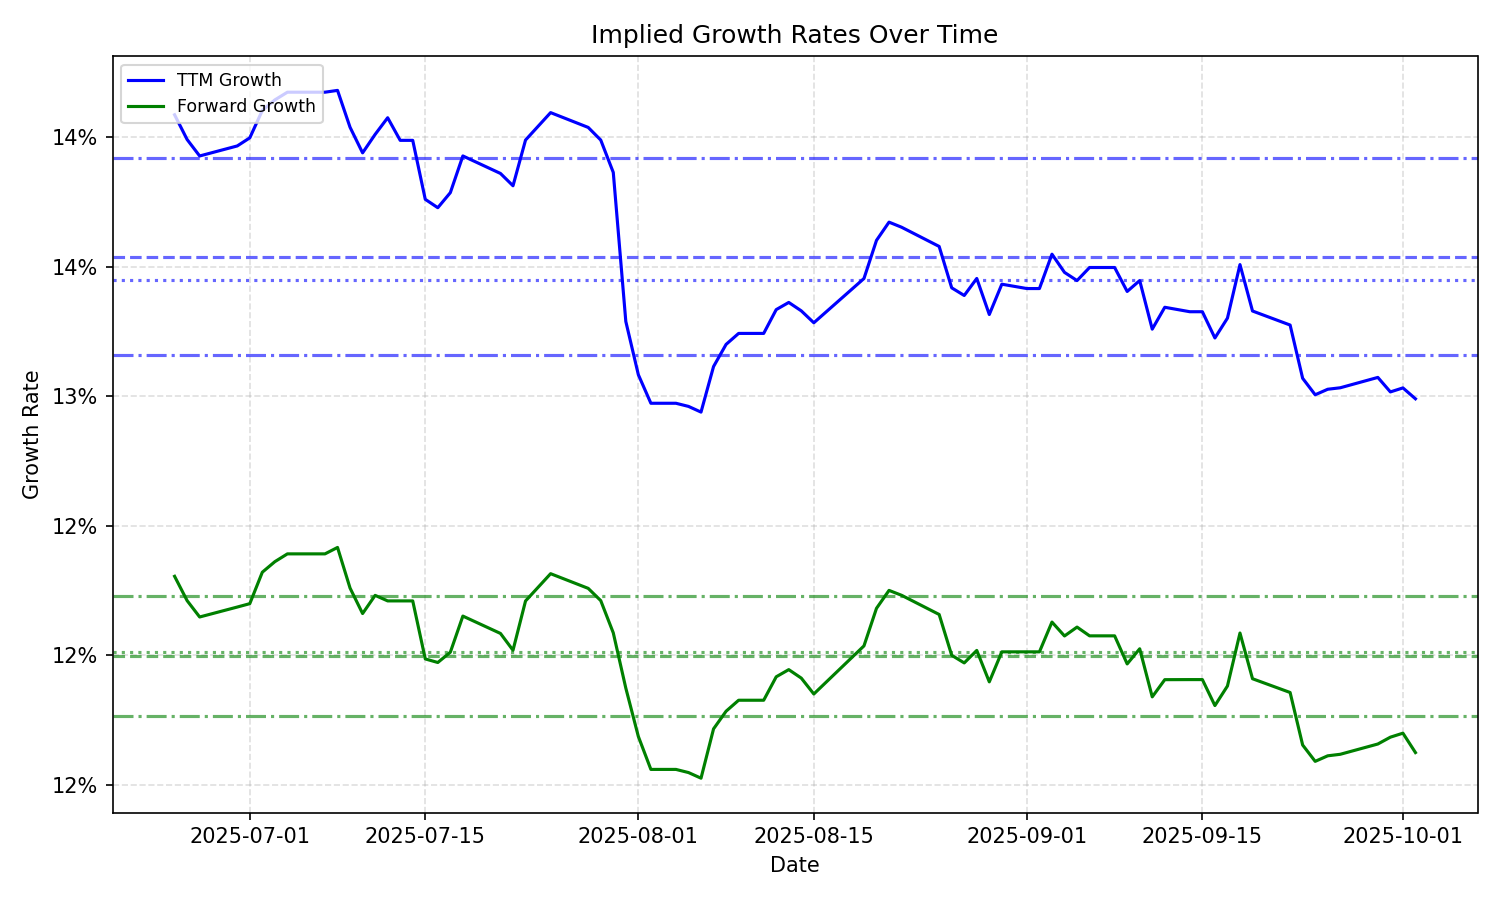 Implied Growth Rates Over Time
TTM Growth
Forward Growth
14%
14%
13%
12%
12%
12%
Growth Rate
2025-07-01
2025-07-15
2025-08-01
2025-08-15
2025-09-01
2025-09-15
2025-10-01
Date